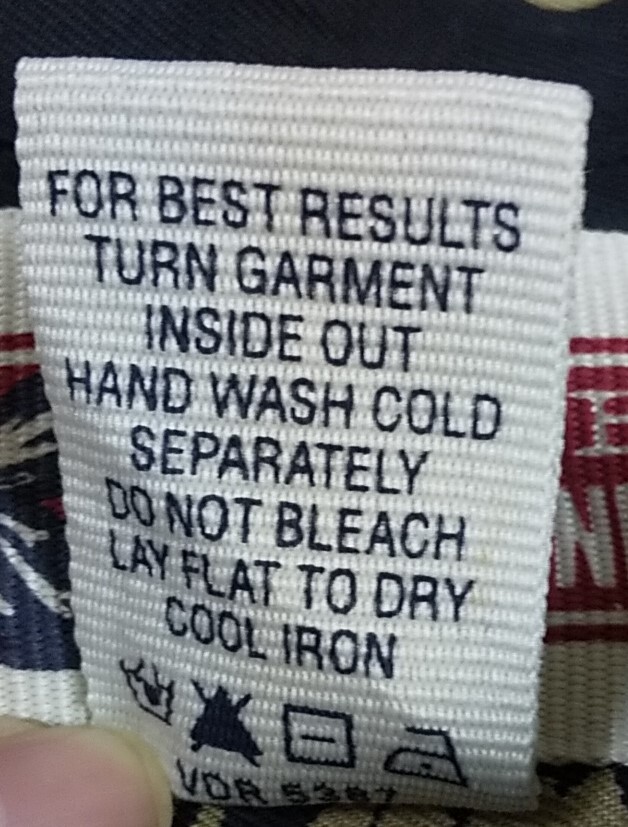 FOR BEST RESULTS
TURN GARMENT
INSIDE OUT
HAND WASH COLD
SEPARATELY
DO NOT BLEACH
LAY FLAT TO DRY
COOL IRON
VDR